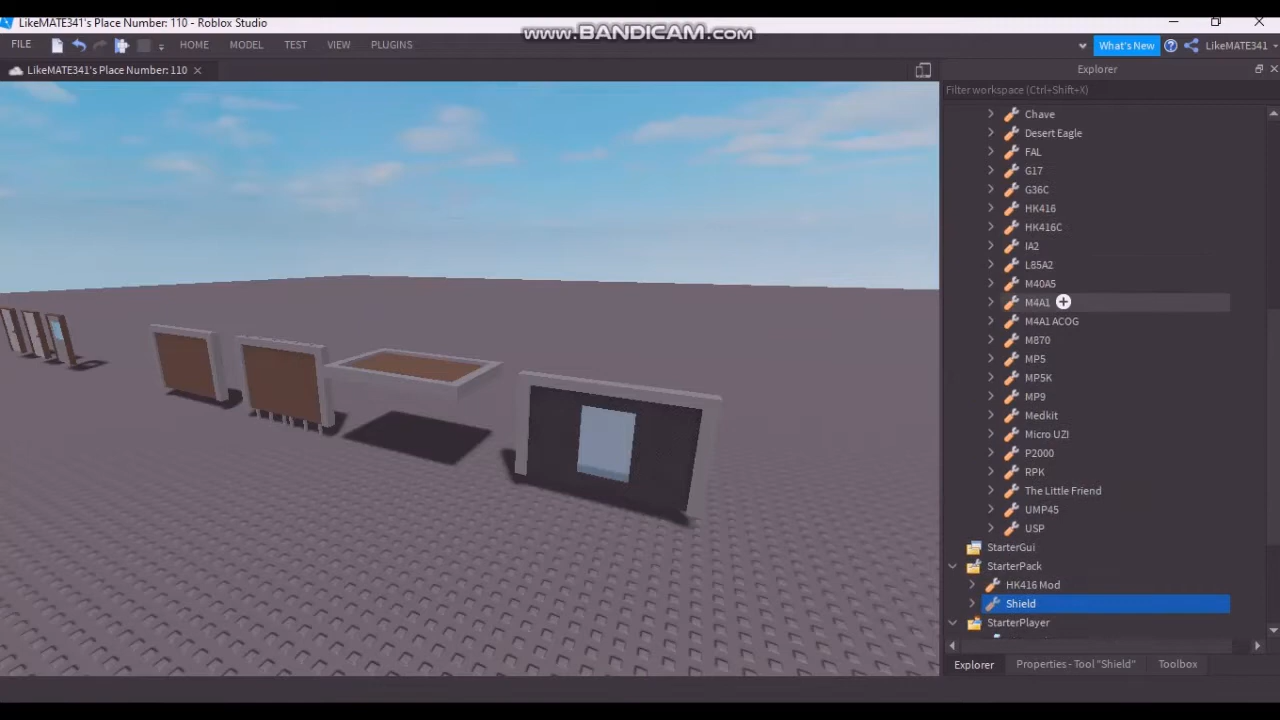 LikeMATE341's Place Number: 110 - Roblox Studio
www.BANDICAM.com
FILE HOME MODEL TEST VIEW PLUGINS What's New LikeMATE341
LikeMATE341's Place Number: 110
Explorer
Filter workspace (Ctrl+Shift+X)
Chave
Desert Eagle
FAL
G17
G36C
HK416
HK416C
IA2
L85A2
M40A5
M4A1
M4A1 ACOG
M870
MP5
MP5K
MP9
Medkit
Micro UZI
P2000
RPK
The Little Friend
UMP45
USP
StarterGui
StarterPack
HK416 Mod
Shield
StarterPlayer
Explorer Properties - Tool "Shield" Toolbox